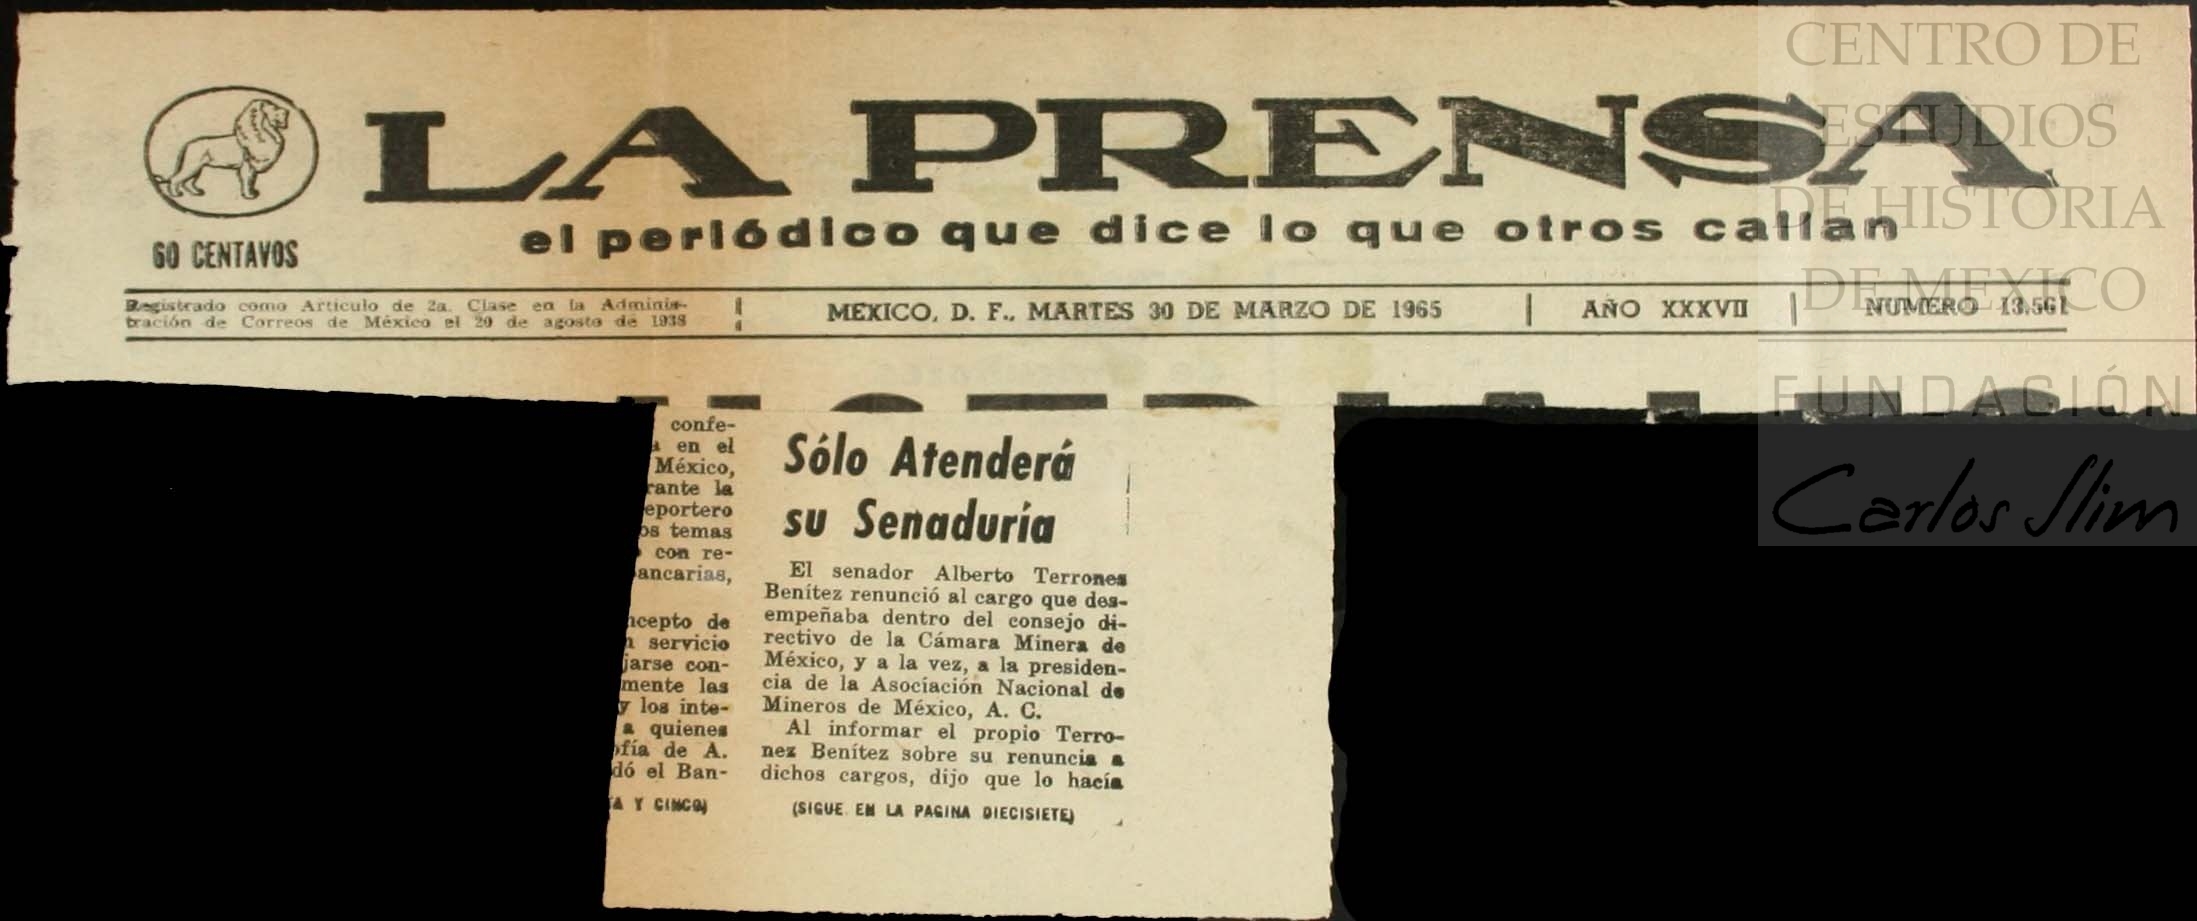 LA PRENSA
el periódico que dice lo que otros callan
60 CENTAVOS
Registrado como Artículo de 2a. Clase en la Adminis-
tración de Correos de México el 20 de agosto de 1938
MEXICO, D. F., MARTES 30 DE MARZO DE 1965
AÑO XXXVII
NUMERO 13.561
confe-
en el
México,
rante la
eportero
os temas
con re-
ancarias,
ncepto de
servicio
jarse con-
mente las
y los inte-
a quienes
ofía de A.
dó el Ban-
TA Y CINCO)
Sólo Atenderá
su Senaduría
El senador Alberto Terrones
Benítez renunció al cargo que des-
empeñaba dentro del consejo di-
rectivo de la Cámara Minera de
México, y a la vez, a la presiden-
cia de la Asociación Nacional de
Mineros de México, A. C.
Al informar el propio Terro-
nez Benítez sobre su renuncia a
dichos cargos, dijo que lo hacía
(SIGUE EN LA PAGINA DIECISIETE)
CENTRO DE
ESTUDIOS
DE HISTORIA
DE MEXICO
FUNDACIÓN
Carlos Slim